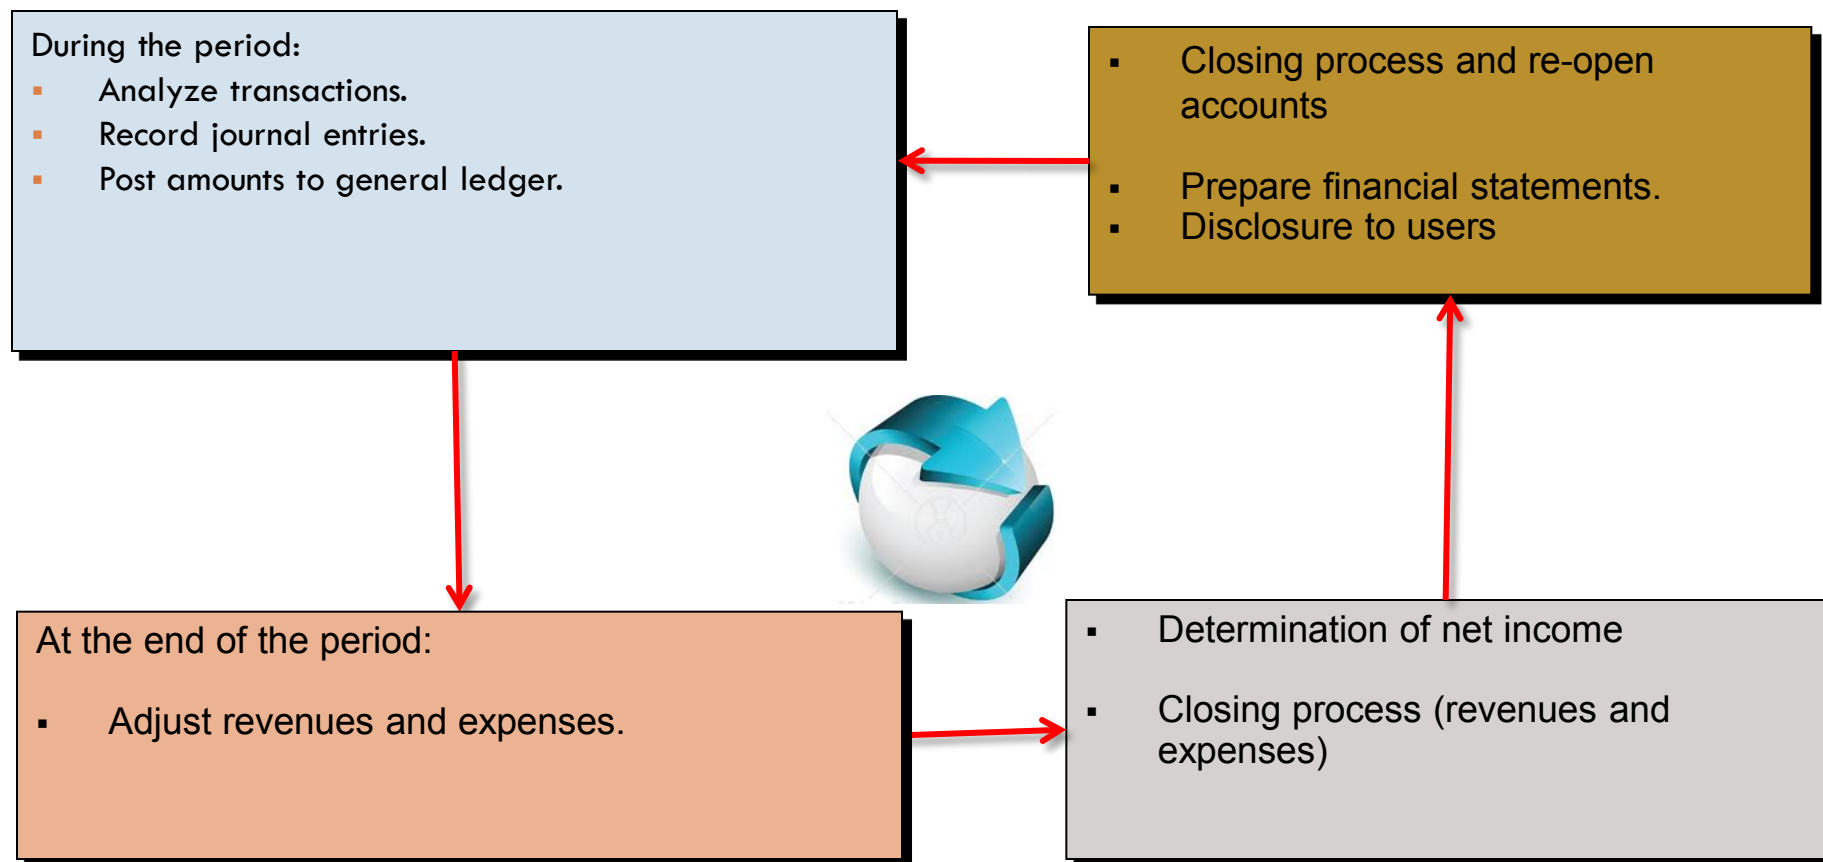 During the period:
▪ Analyze transactions.
▪ Record journal entries.
▪ Post amounts to general ledger.
▪ Closing process and re-open
accounts
▪ Prepare financial statements.
▪ Disclosure to users
At the end of the period:
▪ Adjust revenues and expenses.
▪ Determination of net income
▪ Closing process (revenues and
expenses)